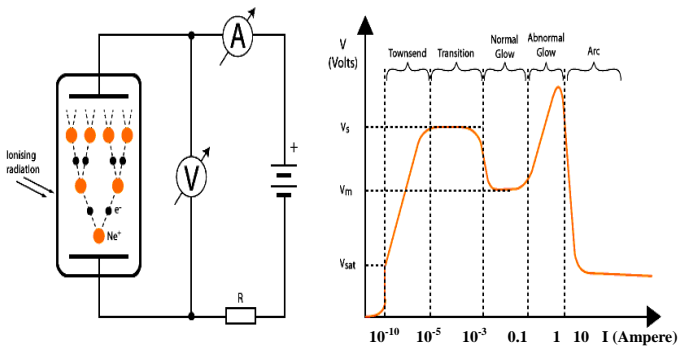 A
V
Ionising
radiation
e-
Ne+
+
R
V
(Volts)
Townsend
Transition
Normal
Glow
Abnormal
Glow
Arc
Vs
Vm
Vsat
10-10 10-5 10-3 0.1 1 10 I (Ampere)